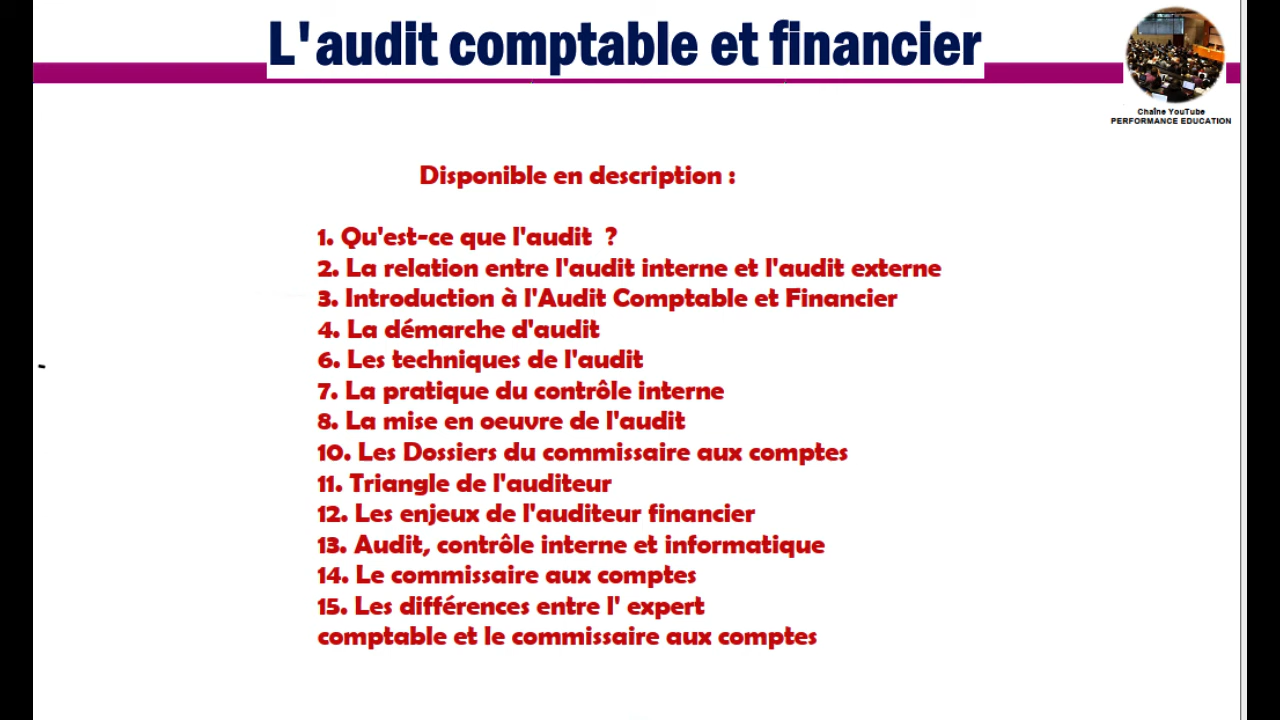 L'audit comptable et financier
Chaîne YouTube
PERFORMANCE EDUCATION
Disponible en description :
1. Qu'est-ce que l'audit  ?
2. La relation entre l'audit interne et l'audit externe
3. Introduction à l'Audit Comptable et Financier
4. La démarche d'audit
6. Les techniques de l'audit
7. La pratique du contrôle interne
8. La mise en oeuvre de l'audit
10. Les Dossiers du commissaire aux comptes
11. Triangle de l'auditeur
12. Les enjeux de l'auditeur financier
13. Audit, contrôle interne et informatique
14. Le commissaire aux comptes
15. Les différences entre l' expert
comptable et le commissaire aux comptes